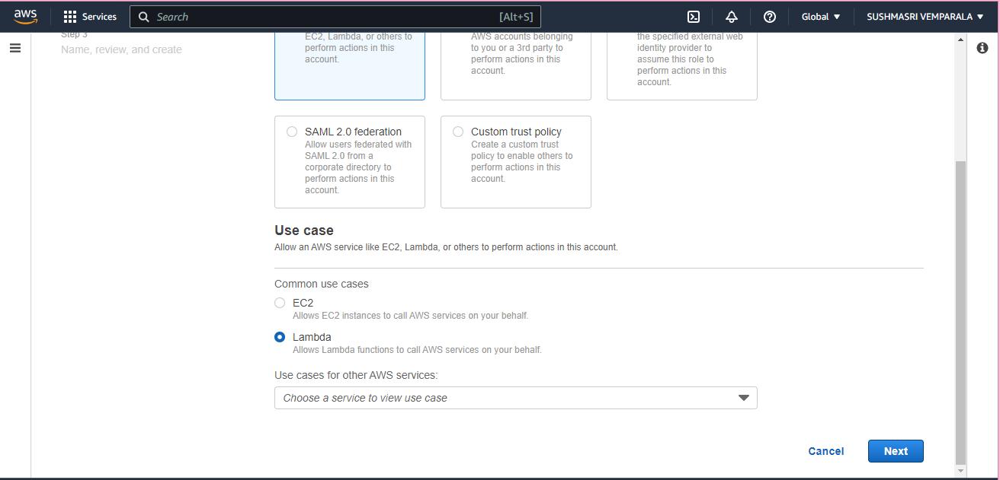 aws
Services
Search
[Alt+S]
Global
SUSHMASRI VEMPARALA
Step 3
Name, review, and create
EC2, Lambda, or others to
perform actions in this
account.
AWS accounts belonging
to you or a 3rd party to
perform actions in this
account.
the specified external web
identity provider to
assume this role to
perform actions in this
account.
SAML 2.0 federation
Allow users federated with
SAML 2.0 from a
corporate directory to
perform actions in this
account.
Custom trust policy
Create a custom trust
policy to enable others to
perform actions in this
account.
Use case
Allow an AWS service like EC2, Lambda, or others to perform actions in this account.
Common use cases
EC2
Allows EC2 instances to call AWS services on your behalf.
Lambda
Allows Lambda functions to call AWS services on your behalf.
Use cases for other AWS services:
Choose a service to view use case
Cancel
Next